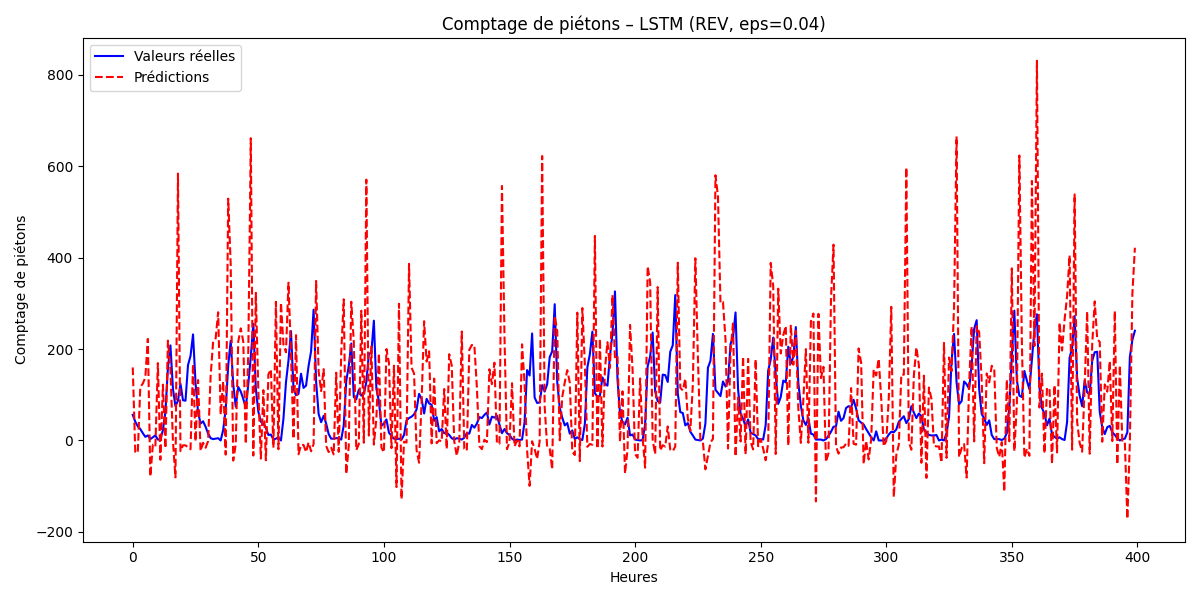 Comptage de piétons – LSTM (REV, eps=0.04)
Valeurs réelles
Prédictions
Comptage de piétons
800
600
400
200
0
−200
0 50 100 150 200 250 300 350 400
Heures